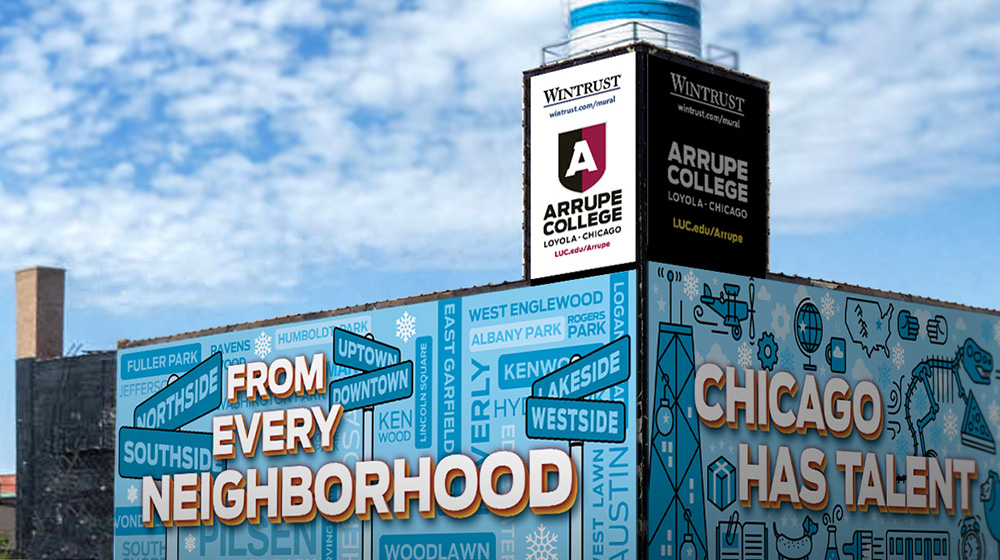 WINTRUST
wintrust.com/mural
A
ARRUPE
COLLEGE
LOYOLA · CHICAGO
LUC.edu/Arrupe
WINTRUST
wintrust.com/mural
ARRUPE
COLLEGE
LOYOLA · CHICAGO
LUC.edu/Arrupe
FROM
EVERY
NEIGHBORHOOD
CHICAGO
HAS TALENT
NORTHSIDE
SOUTHSIDE
UPTOWN
DOWNTOWN
LAKESIDE
WESTSIDE
FULLER PARK
HUMBOLDT PARK
LINCOLN SQUARE
EAST GARFIELD
WEST ENGLEWOOD
ALBANY PARK
ROGERS
PARK
KEN
WOOD
PILSEN
WOODLAWN
WEST LAWN
AUSTIN